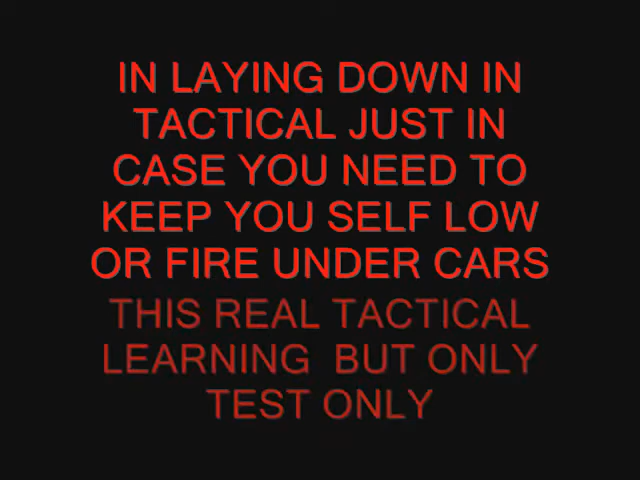 IN LAYING DOWN IN
TACTICAL JUST IN
CASE YOU NEED TO
KEEP YOU SELF LOW
OR FIRE UNDER CARS
THIS REAL TACTICAL
LEARNING  BUT ONLY
TEST ONLY